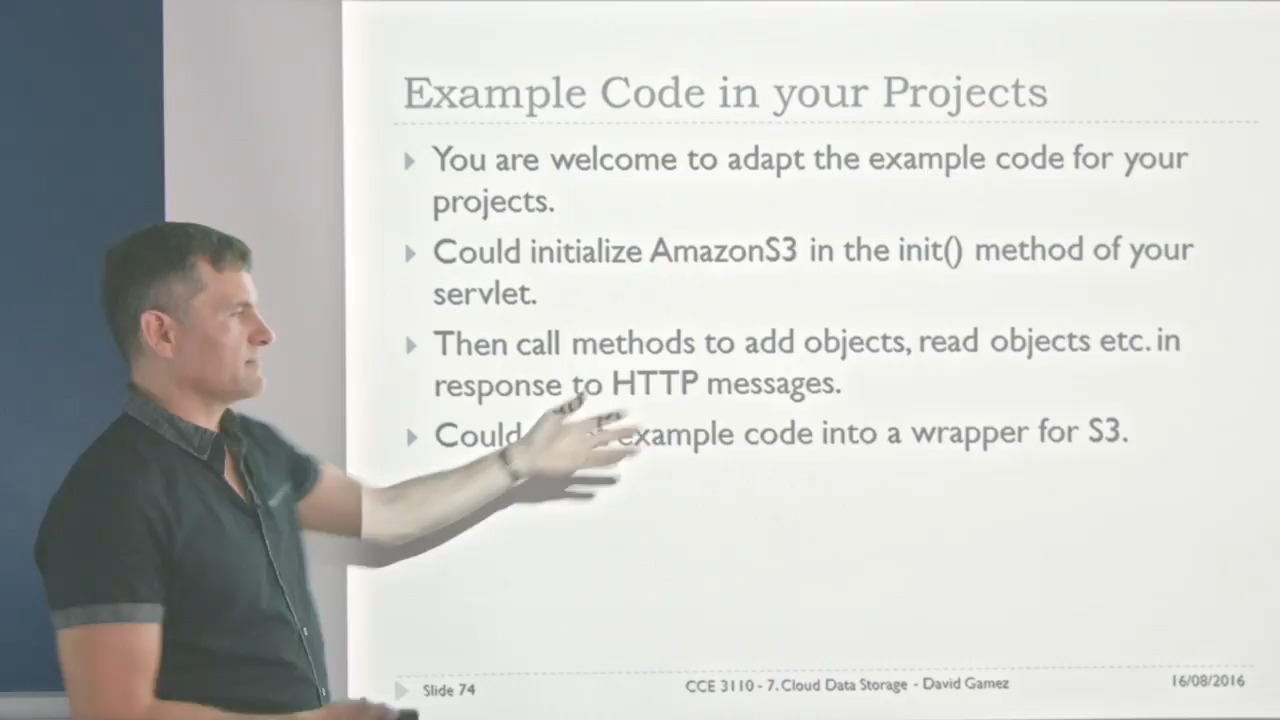 Example Code in your Projects
You are welcome to adapt the example code for your
projects.
Could initialize AmazonS3 in the init() method of your
servlet.
Then call methods to add objects, read objects etc. in
response to HTTP messages.
Could example code into a wrapper for S3.
Slide 74
CCE 3110 - 7. Cloud Data Storage - David Gamez
16/08/2016